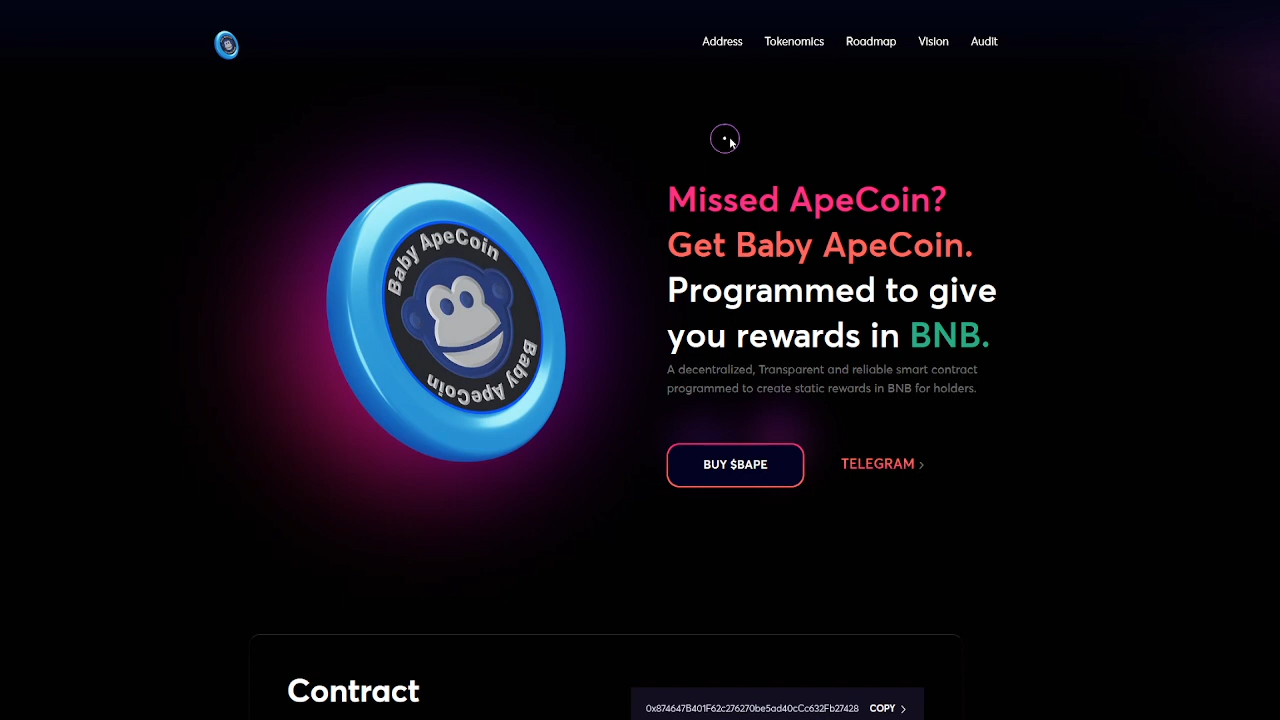 Address Tokenomics Roadmap Vision Audit
Baby ApeCoin
Baby ApeCoin
Missed ApeCoin?
Get Baby ApeCoin.
Programmed to give
you rewards in BNB.
A decentralized, Transparent and reliable smart contract
programmed to create static rewards in BNB for holders.
BUY $BAPE TELEGRAM >
Contract
0x874647B401F62c276270be5ad40cCc632Fb27428 COPY >